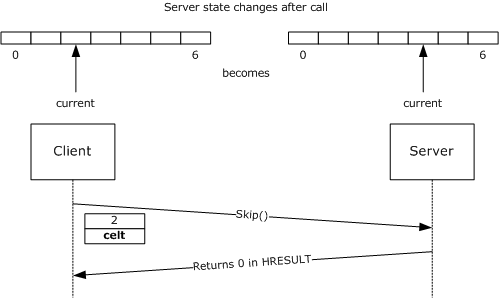 Server state changes after call
0 6 0 6
becomes
current current
Client Server
Skip()
2
celt
Returns 0 in HRESULT